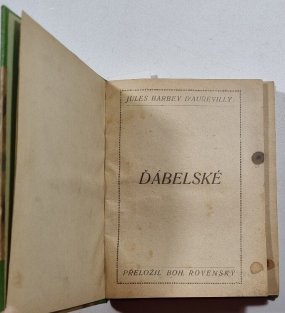 JULES BARBEY D'AUREVILLY
ĎÁBELSKÉ
PŘELOŽIL BOH. ROVENSKÝ